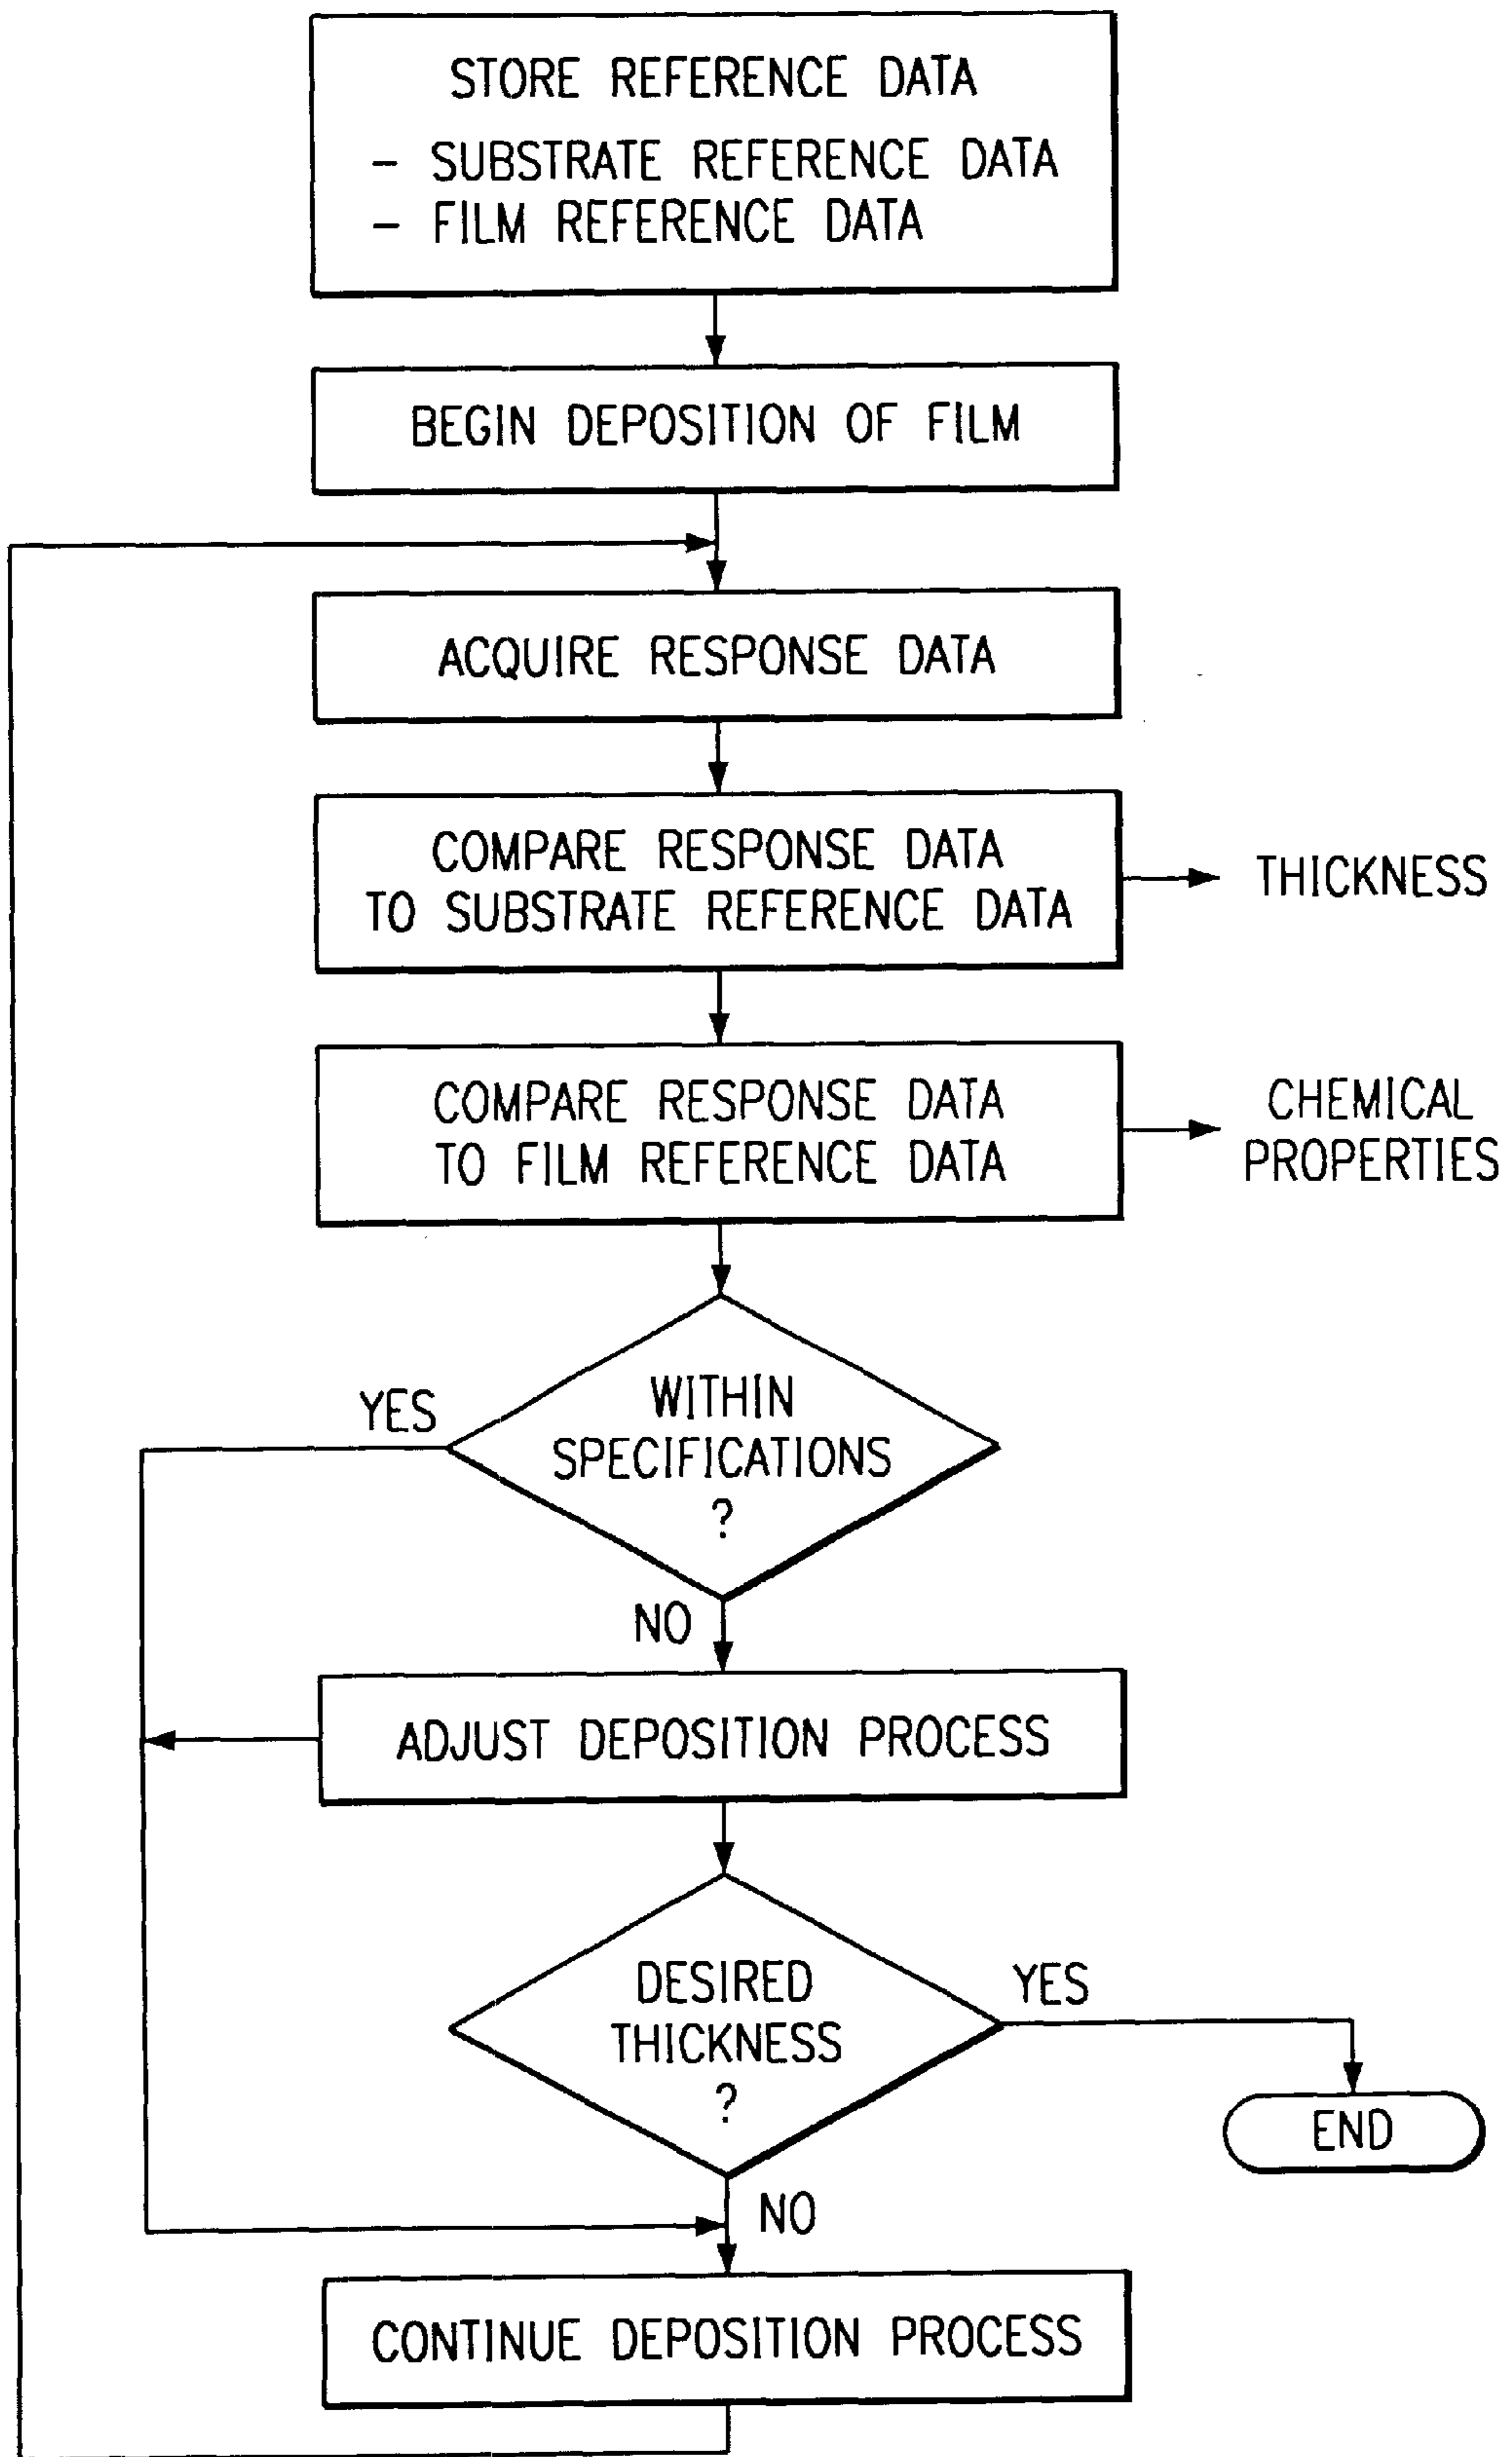 STORE REFERENCE DATA
- SUBSTRATE REFERENCE DATA
- FILM REFERENCE DATA
BEGIN DEPOSITION OF FILM
ACQUIRE RESPONSE DATA
COMPARE RESPONSE DATA
TO SUBSTRATE REFERENCE DATA
THICKNESS
COMPARE RESPONSE DATA
TO FILM REFERENCE DATA
CHEMICAL
PROPERTIES
YES
WITHIN
SPECIFICATIONS
?
NO
ADJUST DEPOSITION PROCESS
DESIRED
THICKNESS
?
YES
END
NO
CONTINUE DEPOSITION PROCESS